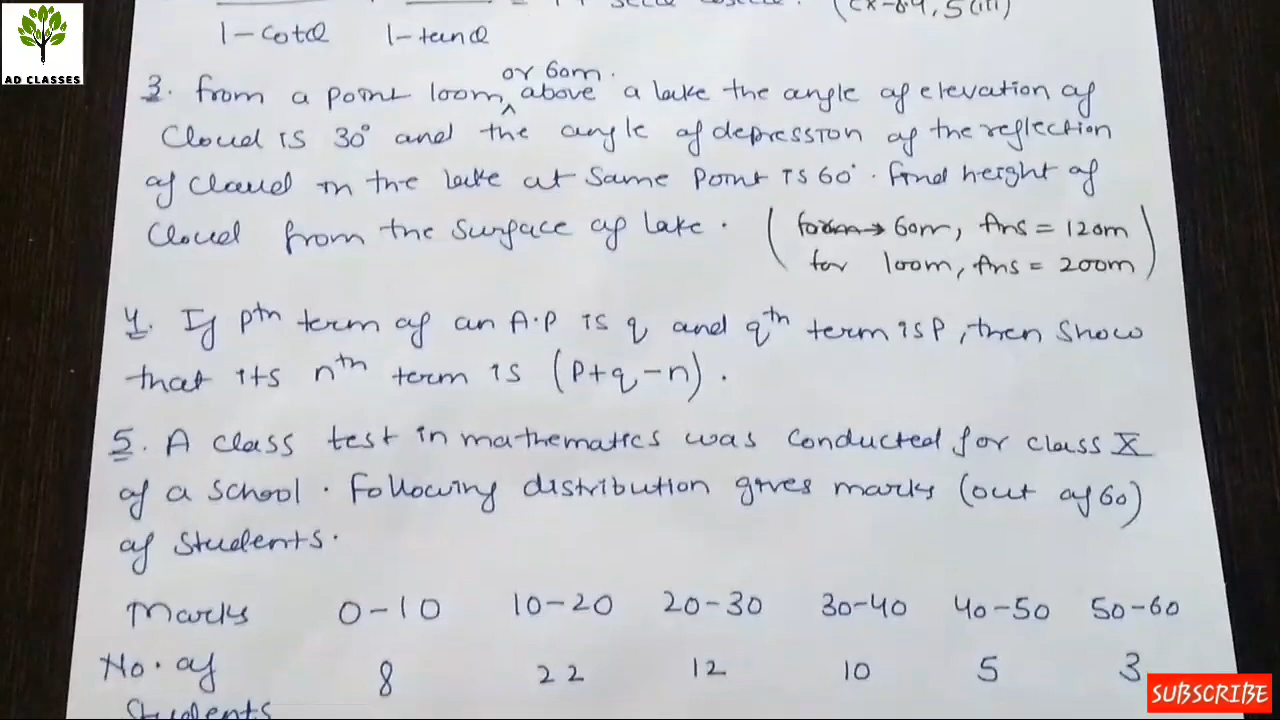 AD CLASSES
1-cotθ 1-tanθ
3. From a point 100m, above a lake the angle of elevation of
or 60m.
Cloud is 30° and the angle of depression of the reflection
of cloud in the lake at same point is 60°. Find height of
Cloud from the surface of lake. (for → 60m, Ans = 120m
for 100m, Ans = 200m)
4. If pth term of an A.P is q and qth term is P, then show
that its nth term is (P+q-n).
5. A class test in mathematics was conducted for class X
of a school. Following distribution gives marks (out of 60)
of students.
Marks 0-10 10-20 20-30 30-40 40-50 50-60
No. of 8 22 12 10 5 3
Students
SUBSCRIBE